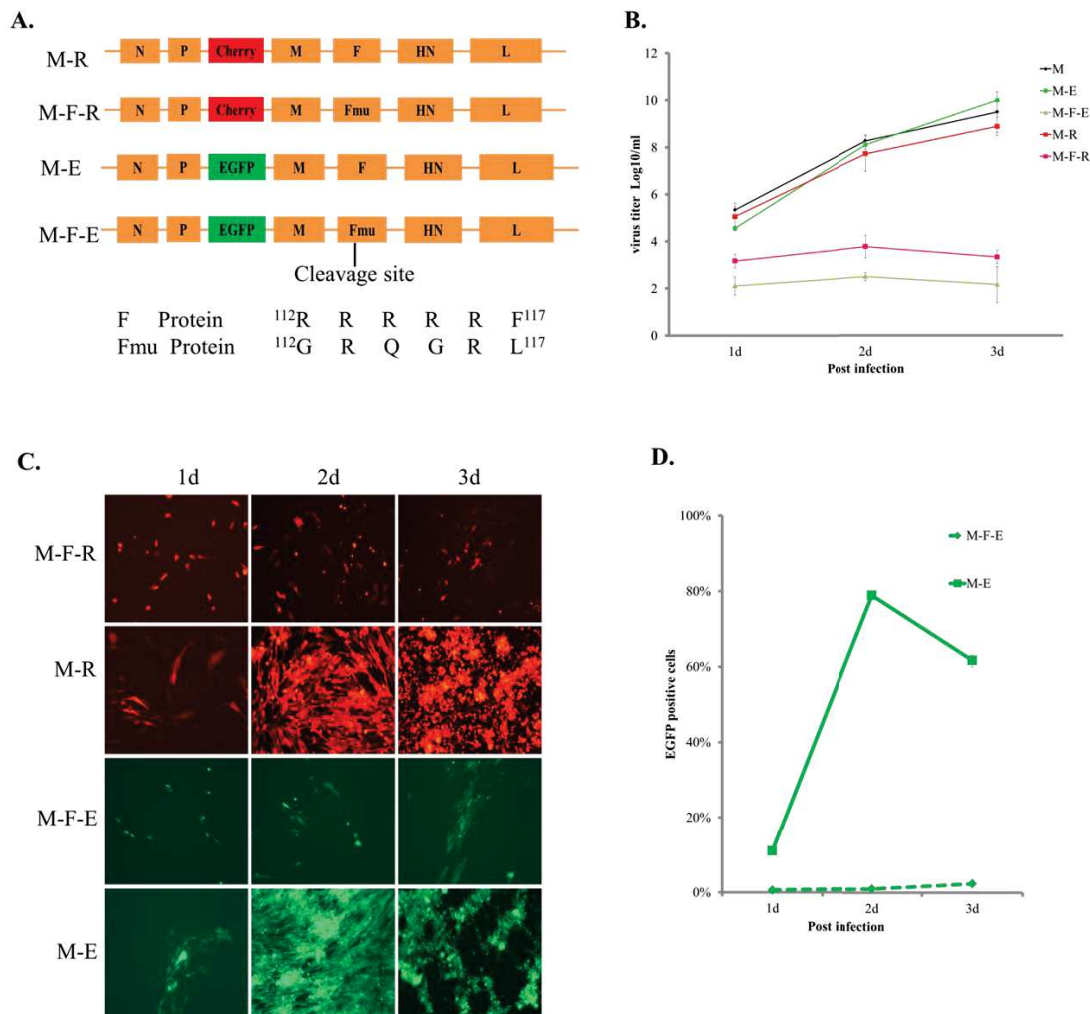 A.
M-R
N P Cherry M F HN L
M-F-R
N P Cherry M Fmu HN L
M-E
N P EGFP M F HN L
M-F-E
N P EGFP M Fmu HN L
Cleavage site
F Protein ¹¹²R R R R R F¹¹⁷
Fmu Protein ¹¹²G R Q G R L¹¹⁷
B.
virus titer Log10/ml
12
10
8
6
4
2
0
1d 2d 3d
Post infection
M
M-E
M-F-E
M-R
M-F-R
C.
1d 2d 3d
M-F-R
M-R
M-F-E
M-E
D.
EGFP positive cells
100%
80%
60%
40%
20%
0%
1d 2d 3d
Post infection
M-F-E
M-E